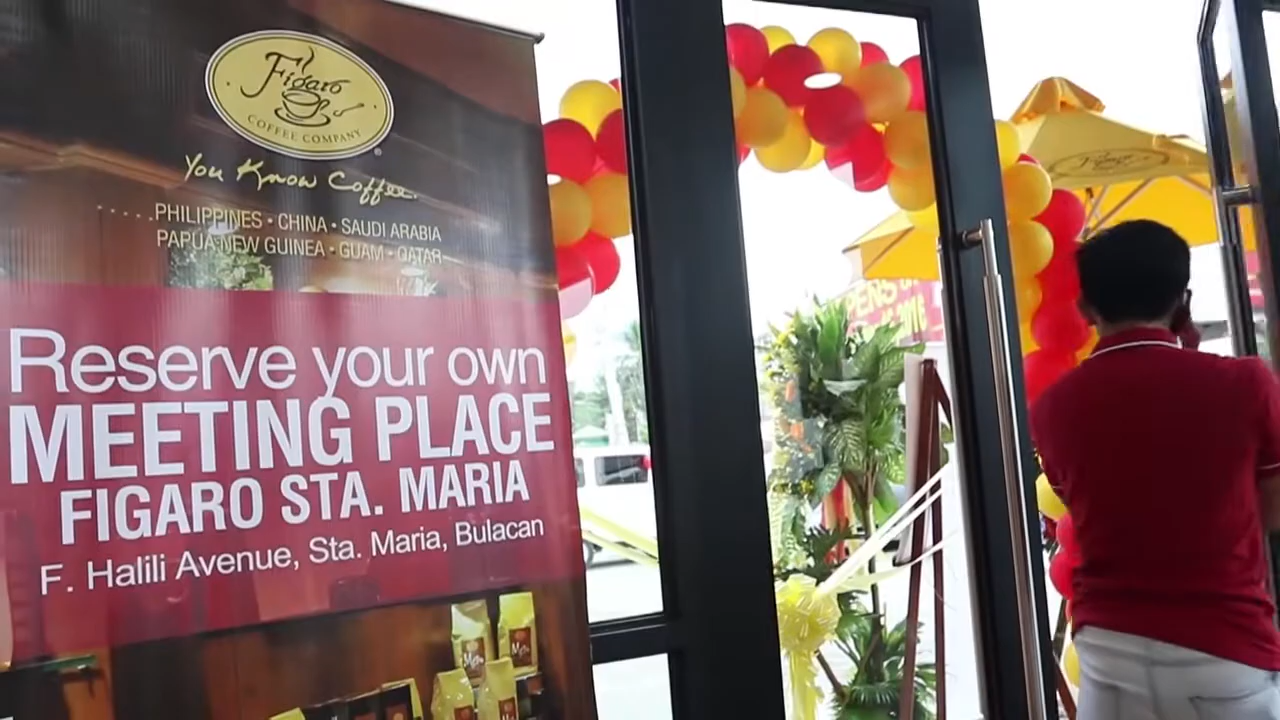 Figaro
COFFEE COMPANY
You Know Coffee.
PHILIPPINES • CHINA • SAUDI ARABIA
PAPUA NEW GUINEA • GUAM • QATAR
Reserve your own
MEETING PLACE
FIGARO STA. MARIA
F. Halili Avenue, Sta. Maria, Bulacan